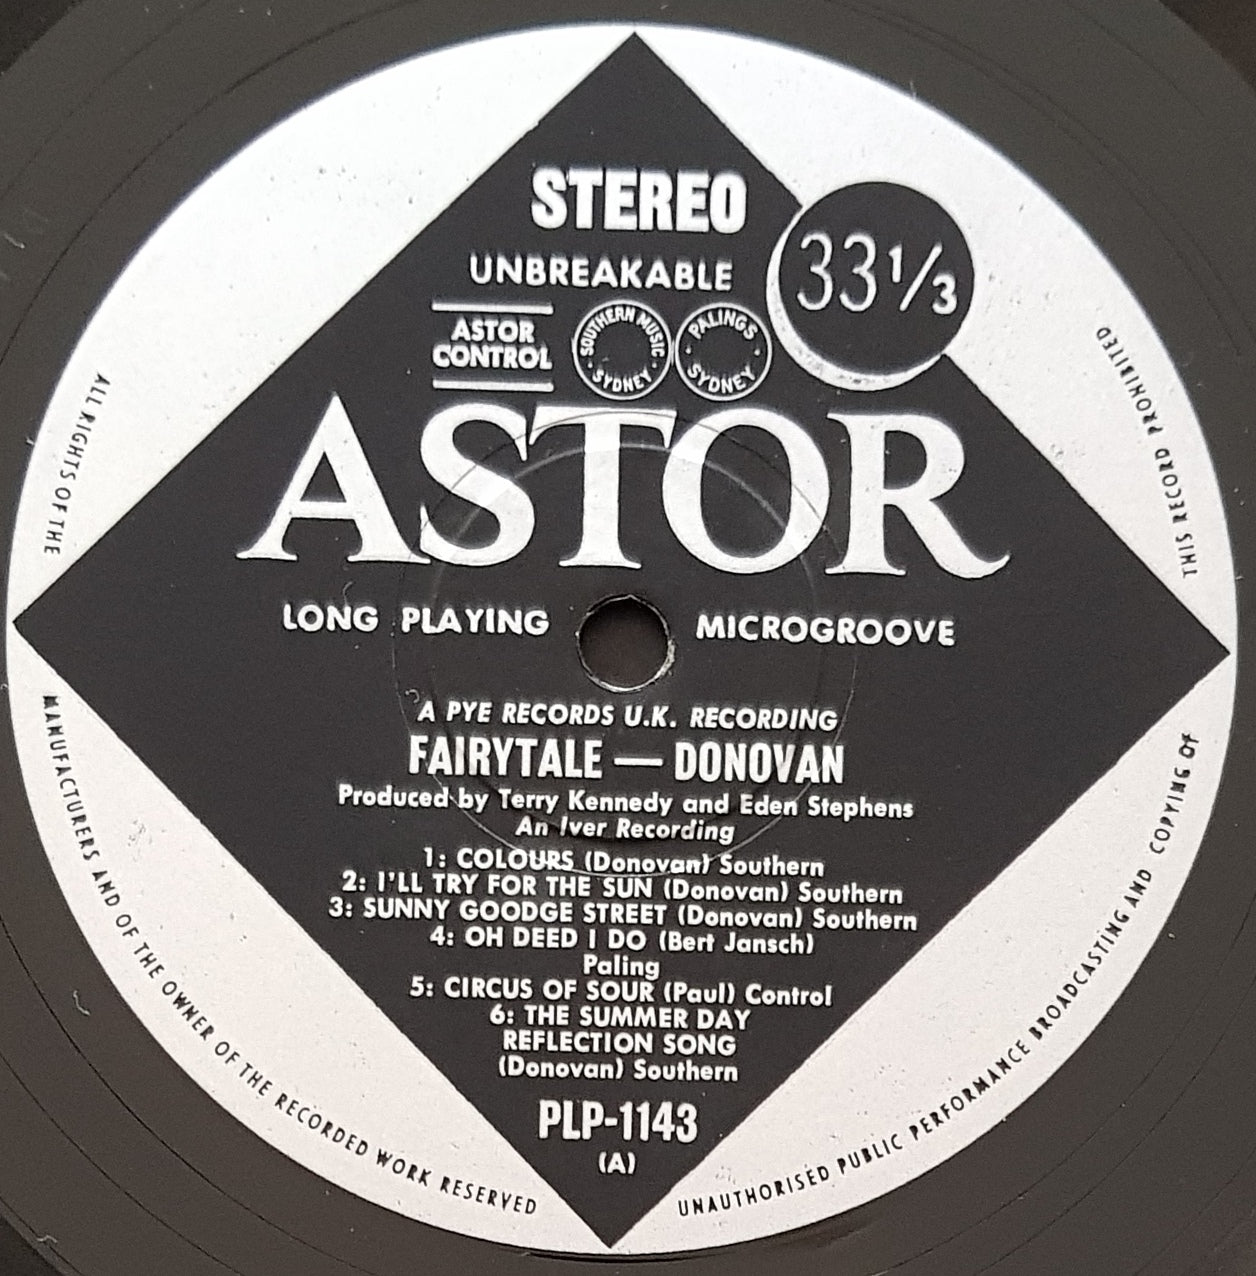 STEREO
UNBREAKABLE
33 1/3
ASTOR
CONTROL
SOUTHERN MUSIC
· SYDNEY ·
· PALINGS ·
SYDNEY
ASTOR
LONG PLAYING MICROGROOVE
A PYE RECORDS U.K. RECORDING
FAIRYTALE — DONOVAN
Produced by Terry Kennedy and Eden Stephens
An Iver Recording
1: COLOURS (Donovan) Southern
2: I'LL TRY FOR THE SUN (Donovan) Southern
3: SUNNY GOODGE STREET (Donovan) Southern
4: OH DEED I DO (Bert Jansch)
Paling
5: CIRCUS OF SOUR (Paul) Control
6: THE SUMMER DAY
REFLECTION SONG
(Donovan) Southern
PLP-1143
(A)
ALL RIGHTS OF THE
MANUFACTURERS AND OF THE OWNER OF THE RECORDED WORK RESERVED
UNAUTHORISED PUBLIC PERFORMANCE BROADCASTING AND COPYING OF
THIS RECORD PROHIBITED